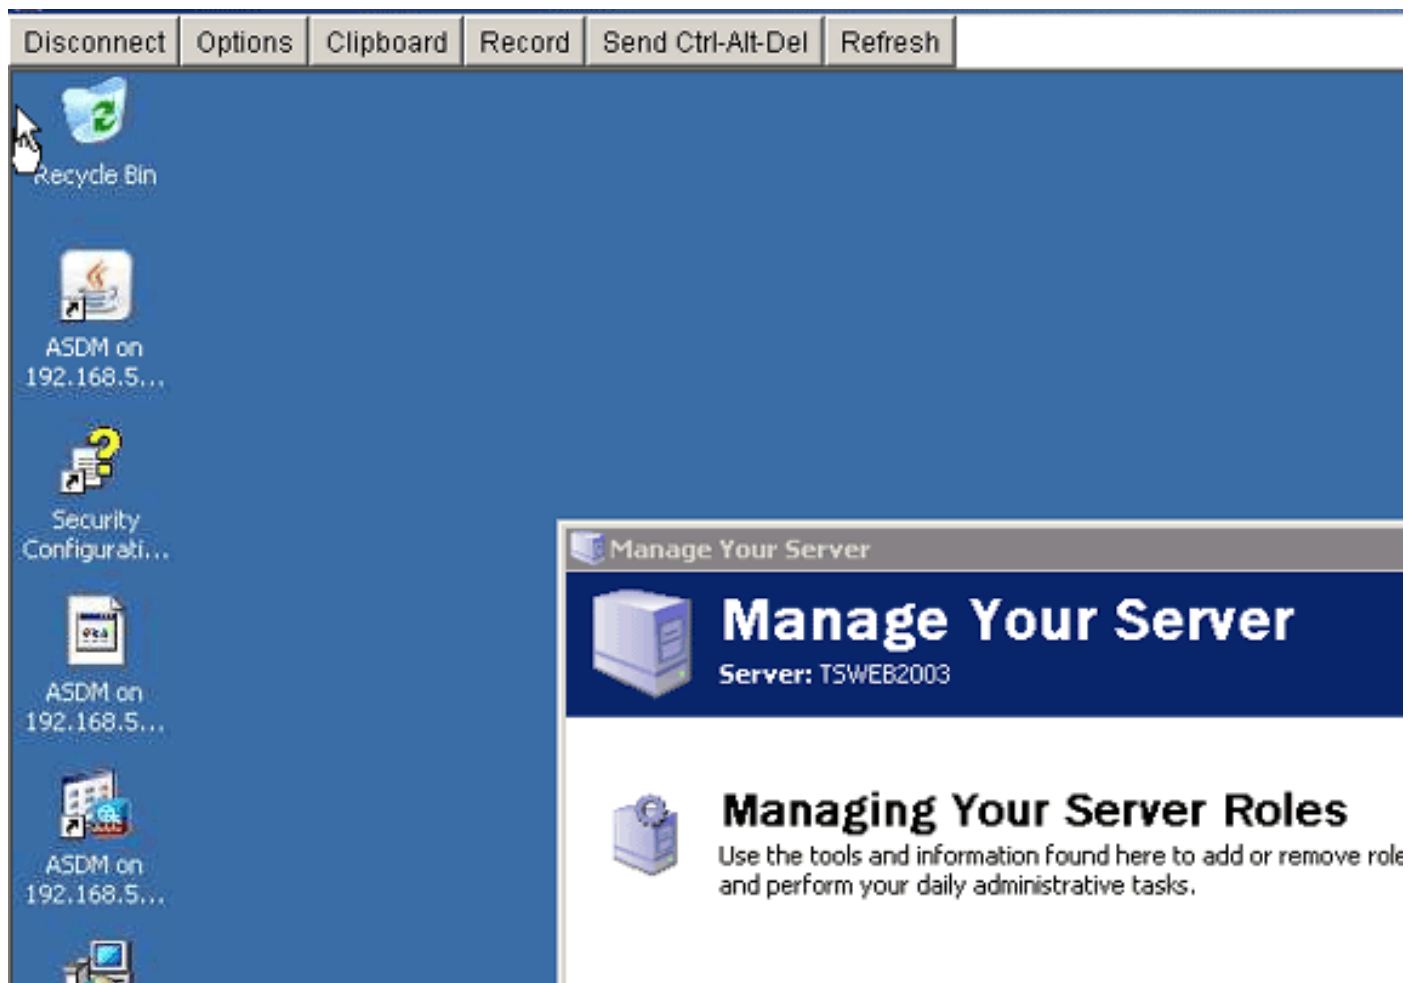 Disconnect Options Clipboard Record Send Ctrl-Alt-Del Refresh
Recycle Bin
ASDM on
192.168.5...
Security
Configurati...
ASDM on
192.168.5...
ASDM on
192.168.5...
Manage Your Server
Manage Your Server
Server: TSWEB2003
Managing Your Server Roles
Use the tools and information found here to add or remove role
and perform your daily administrative tasks.